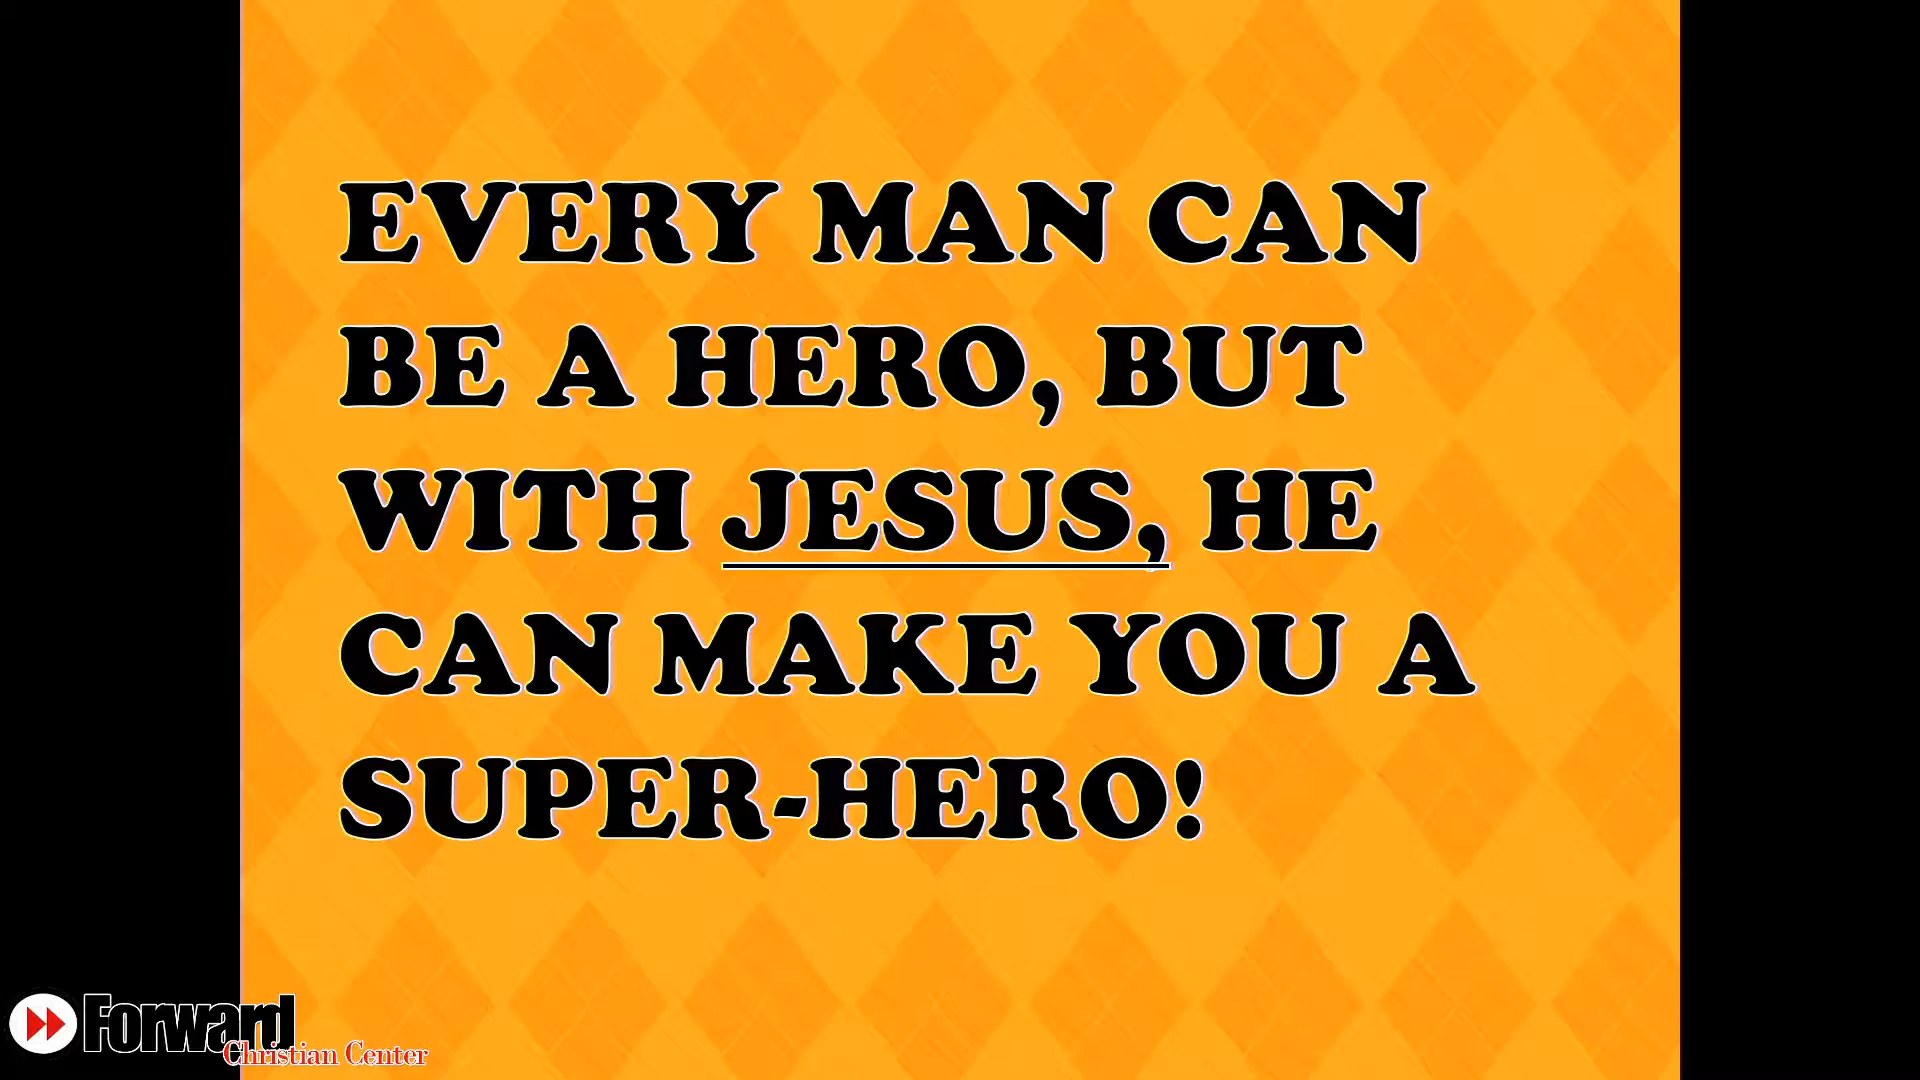 EVERY MAN CAN
BE A HERO, BUT
WITH JESUS, HE
CAN MAKE YOU A
SUPER-HERO!
Forward
Christian Center